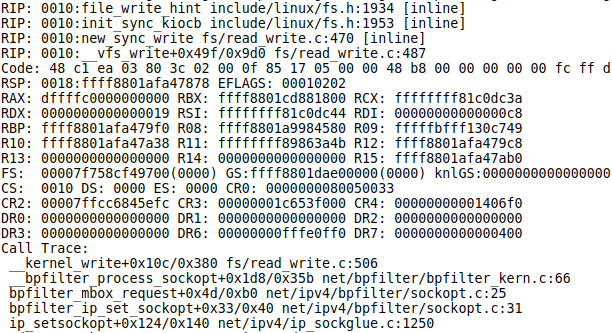 RIP: 0010:file_write_hint include/linux/fs.h:1934 [inline]
RIP: 0010:init_sync_kiocb include/linux/fs.h:1953 [inline]
RIP: 0010:new_sync_write fs/read_write.c:470 [inline]
RIP: 0010:__vfs_write+0x49f/0x9d0 fs/read_write.c:487
Code: 48 c1 ea 03 80 3c 02 00 0f 85 17 05 00 00 48 b8 00 00 00 00 00 fc ff d
RSP: 0018:ffff8801afa47878 EFLAGS: 00010202
RAX: dffffc0000000000 RBX: ffff8801cd881800 RCX: ffffffff81c0dc3a
RDX: 0000000000000019 RSI: ffffffff81c0dc44 RDI: 00000000000000c8
RBP: ffff8801afa479f0 R08: ffff8801a9984580 R09: fffffbfff130c749
R10: ffff8801afa47a38 R11: ffffffff89863a4b R12: ffff8801afa479c8
R13: 0000000000000000 R14: 0000000000000000 R15: ffff8801afa47ab0
FS:  00007f758cf49700(0000) GS:ffff8801dae00000(0000) knlGS:0000000000000000
CS:  0010 DS: 0000 ES: 0000 CR0: 0000000080050033
CR2: 00007ffcc6845efc CR3: 00000001c653f000 CR4: 00000000001406f0
DR0: 0000000000000000 DR1: 0000000000000000 DR2: 0000000000000000
DR3: 0000000000000000 DR6: 00000000fffe0ff0 DR7: 0000000000000400
Call Trace:
__kernel_write+0x10c/0x380 fs/read_write.c:506
__bpfilter_process_sockopt+0x1d8/0x35b net/bpfilter/bpfilter_kern.c:66
bpfilter_mbox_request+0x4d/0xb0 net/ipv4/bpfilter/sockopt.c:25
bpfilter_ip_set_sockopt+0x33/0x40 net/ipv4/bpfilter/sockopt.c:31
ip_setsockopt+0x124/0x140 net/ipv4/ip_sockglue.c:1250